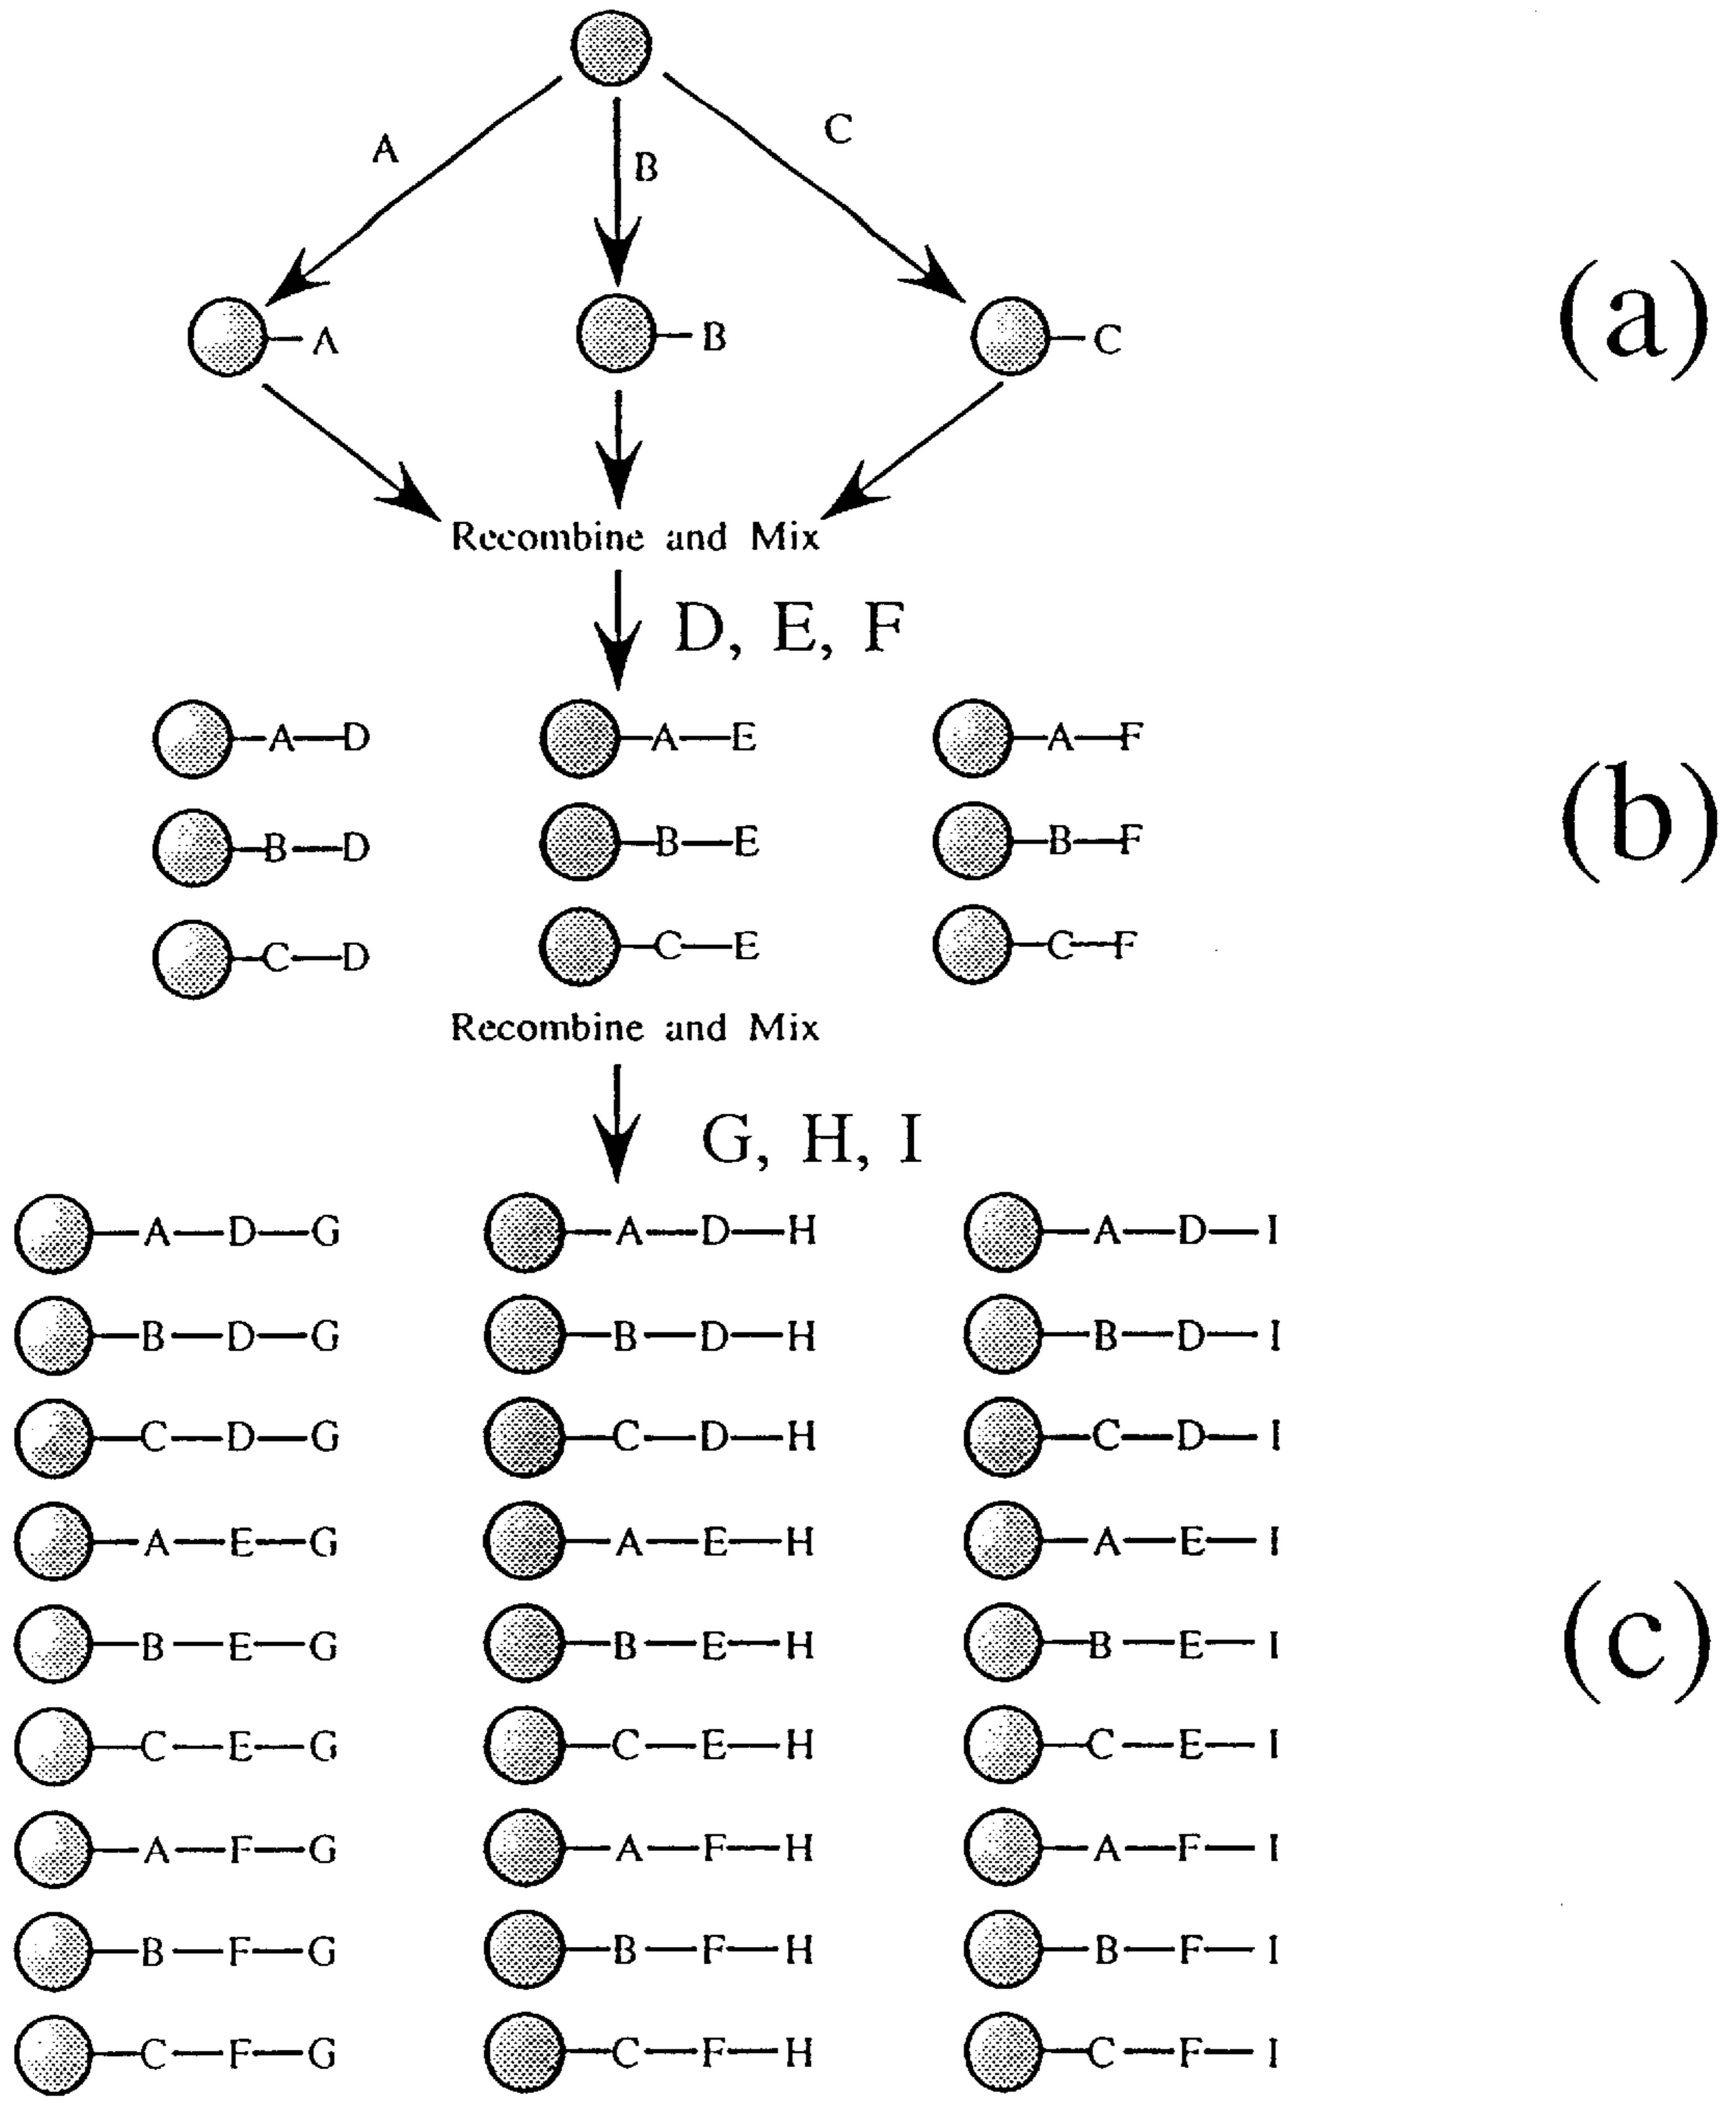 A B C
A B C (a)
Recombine and Mix
D, E, F
A—D A—E A—F
B—D B—E B—F (b)
C—D C—E C—F
Recombine and Mix
G, H, I
A—D—G A—D—H A—D—I
B—D—G B—D—H B—D—I
C—D—G C—D—H C—D—I
A—E—G A—E—H A—E—I
B—E—G B—E—H B—E—I (c)
C—E—G C—E—H C—E—I
A—F—G A—F—H A—F—I
B—F—G B—F—H B—F—I
C—F—G C—F—H C—F—I